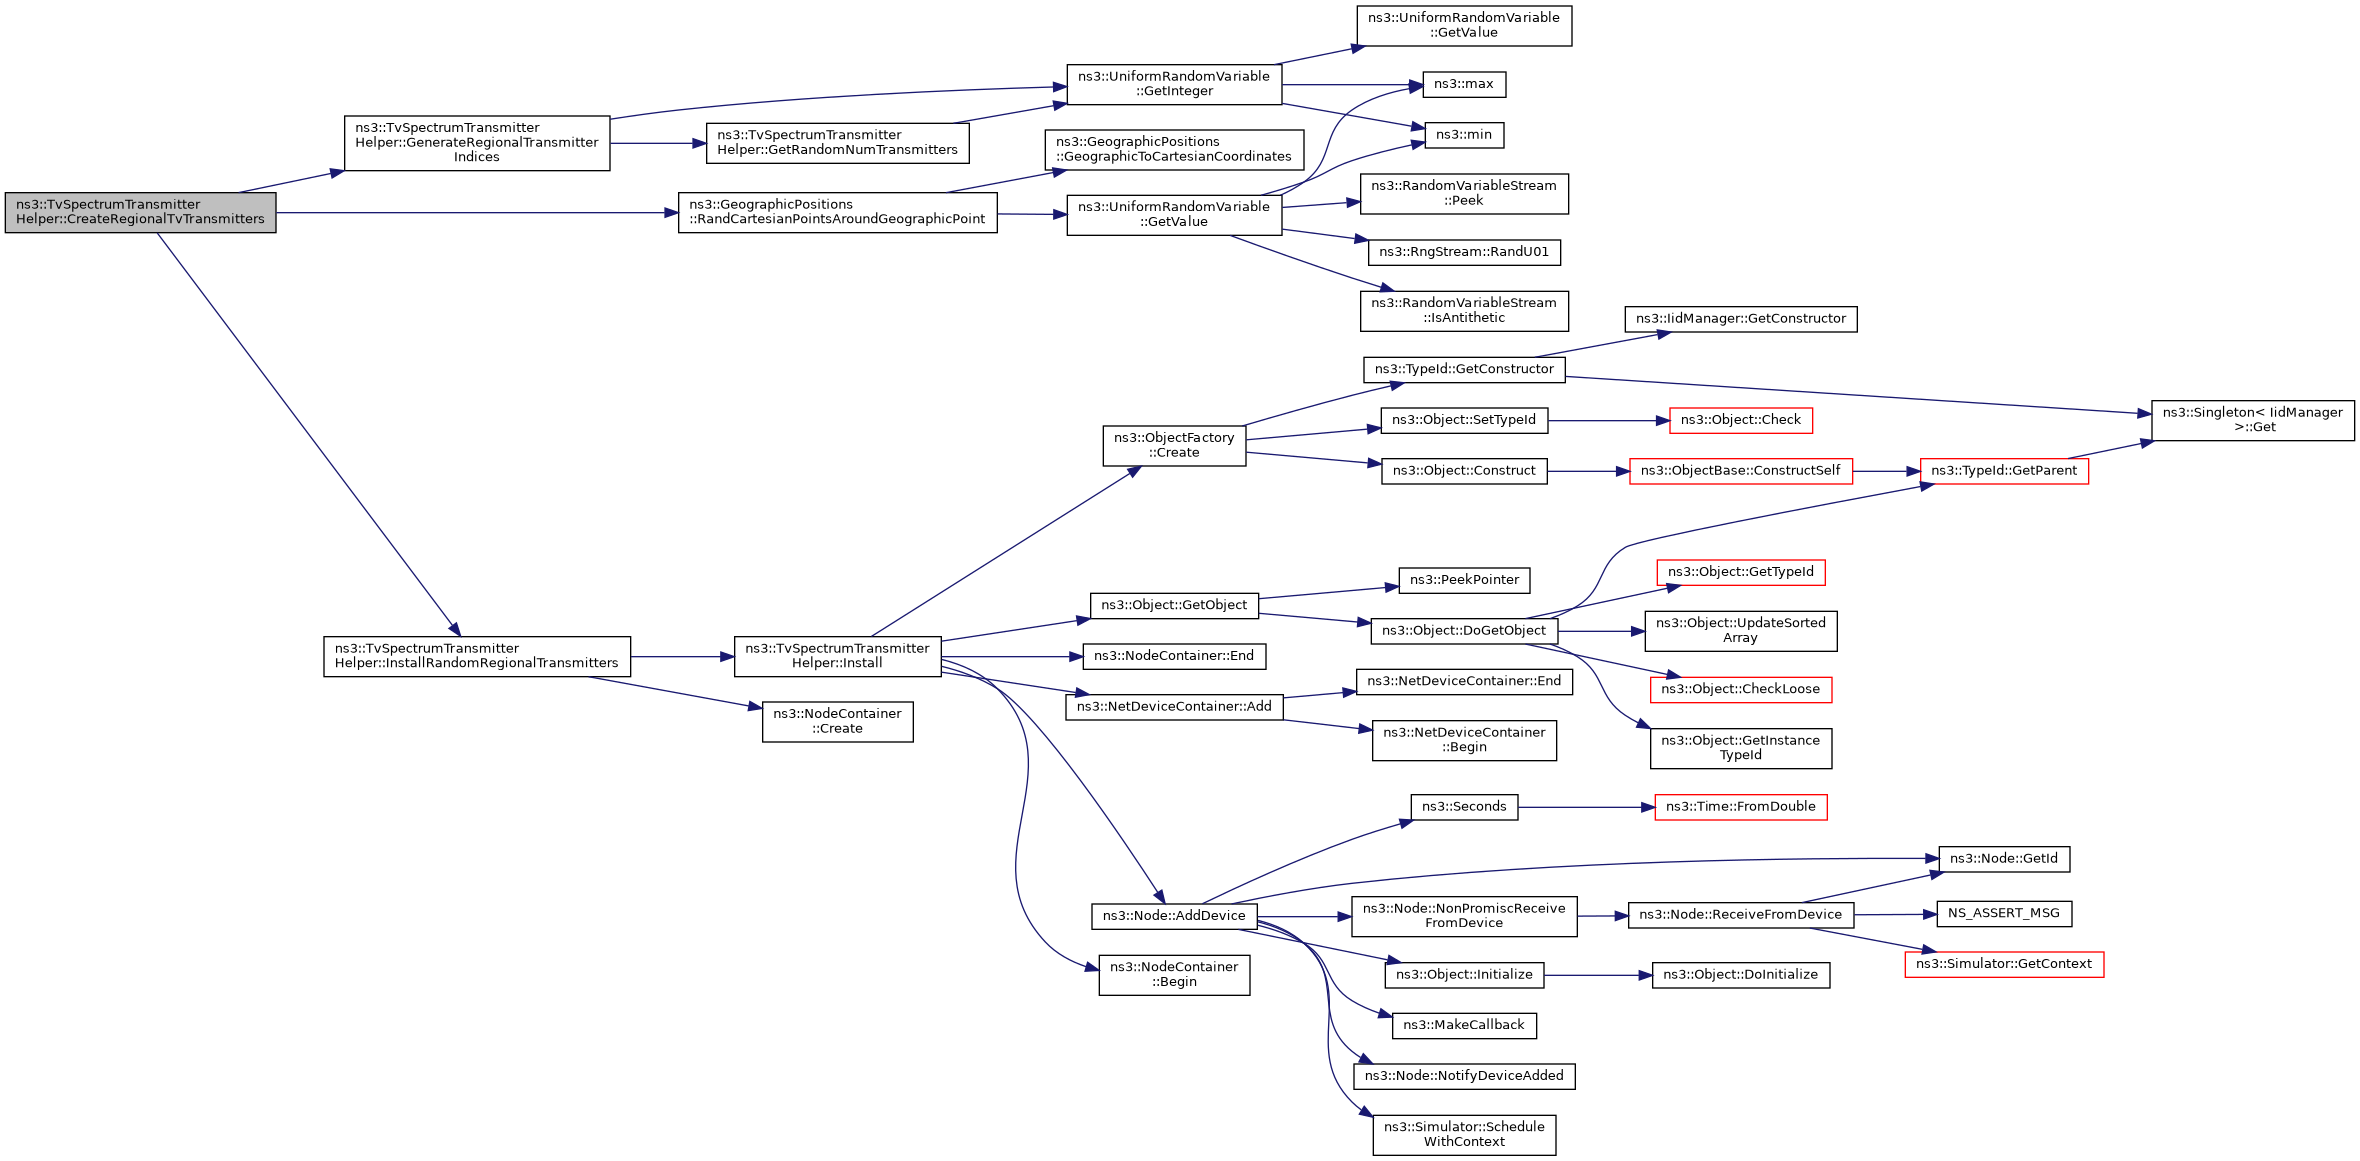 ns3::UniformRandomVariable
::GetValue
ns3::UniformRandomVariable
::GetInteger
ns3::max
ns3::TvSpectrumTransmitter
Helper::GenerateRegionalTransmitter
Indices
ns3::TvSpectrumTransmitter
Helper::GetRandomNumTransmitters
ns3::min
ns3::GeographicPositions
::GeographicToCartesianCoordinates
ns3::TvSpectrumTransmitter
Helper::CreateRegionalTvTransmitters
ns3::GeographicPositions
::RandCartesianPointsAroundGeographicPoint
ns3::UniformRandomVariable
::GetValue
ns3::RandomVariableStream
::Peek
ns3::RngStream::RandU01
ns3::RandomVariableStream
::IsAntithetic
ns3::IidManager::GetConstructor
ns3::TypeId::GetConstructor
ns3::Singleton< IidManager
>::Get
ns3::Object::SetTypeId
ns3::Object::Check
ns3::ObjectFactory
::Create
ns3::Object::Construct
ns3::ObjectBase::ConstructSelf
ns3::TypeId::GetParent
ns3::PeekPointer
ns3::Object::GetTypeId
ns3::Object::GetObject
ns3::Object::DoGetObject
ns3::Object::UpdateSorted
Array
ns3::TvSpectrumTransmitter
Helper::InstallRandomRegionalTransmitters
ns3::TvSpectrumTransmitter
Helper::Install
ns3::NodeContainer::End
ns3::NetDeviceContainer::End
ns3::Object::CheckLoose
ns3::NetDeviceContainer::Add
ns3::NodeContainer
::Create
ns3::NetDeviceContainer
::Begin
ns3::Object::GetInstance
TypeId
ns3::Seconds
ns3::Time::FromDouble
ns3::Node::GetId
ns3::Node::AddDevice
ns3::Node::NonPromiscReceive
FromDevice
ns3::Node::ReceiveFromDevice
NS_ASSERT_MSG
ns3::Simulator::GetContext
ns3::NodeContainer
::Begin
ns3::Object::Initialize
ns3::Object::DoInitialize
ns3::MakeCallback
ns3::Node::NotifyDeviceAdded
ns3::Simulator::Schedule
WithContext